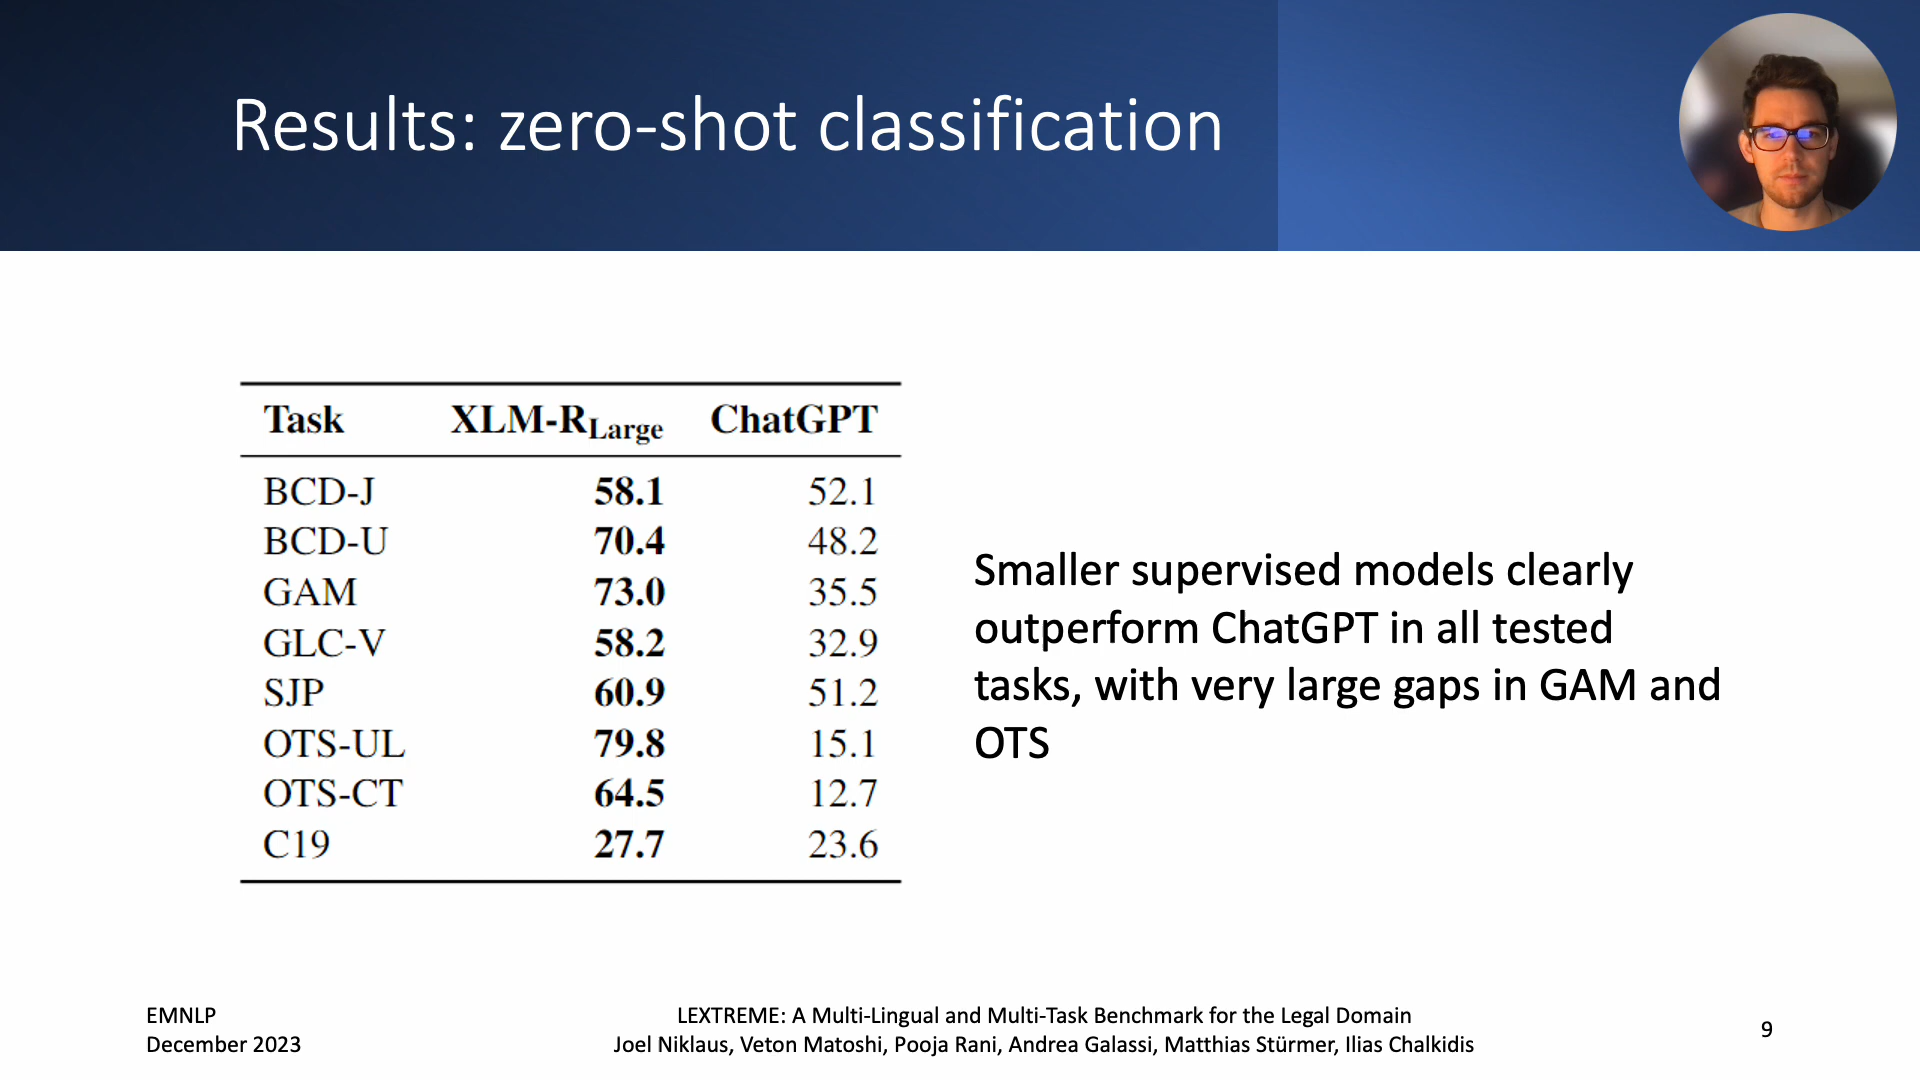 Results: zero-shot classification
Task XLM-RLarge ChatGPT
BCD-J 58.1 52.1
BCD-U 70.4 48.2
GAM 73.0 35.5
GLC-V 58.2 32.9
SJP 60.9 51.2
OTS-UL 79.8 15.1
OTS-CT 64.5 12.7
C19 27.7 23.6
Smaller supervised models clearly
outperform ChatGPT in all tested
tasks, with very large gaps in GAM and
OTS
EMNLP
December 2023
LEXTREME: A Multi-Lingual and Multi-Task Benchmark for the Legal Domain
Joel Niklaus, Veton Matoshi, Pooja Rani, Andrea Galassi, Matthias Stürmer, Ilias Chalkidis
9